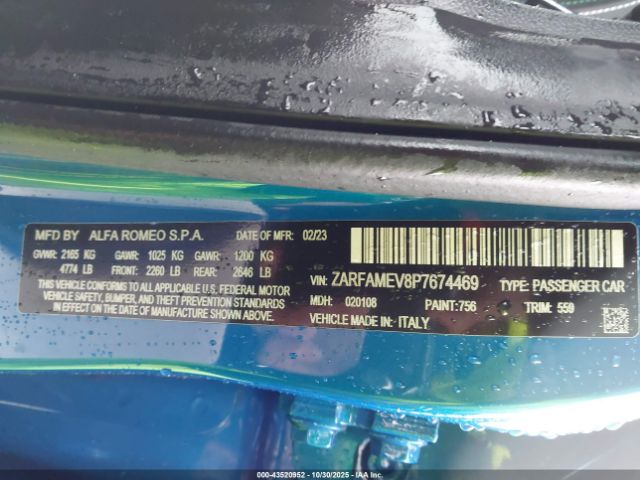 MFD BY ALFA ROMEO S.P.A. DATE OF MFR: 02/23
GVWR: 2165 KG GAWR: 1025 KG GAWR: 1200 KG
4774 LB FRONT: 2260 LB REAR: 2646 LB
THIS VEHICLE CONFORMS TO ALL APPLICABLE U.S. FEDERAL MOTOR
VEHICLE SAFETY, BUMPER, AND THEFT PREVENTION STANDARDS
IN EFFECT ON THE DATE OF MANUFACTURE SHOWN ABOVE.
VIN: ZARFAMEV8P7674469 TYPE: PASSENGER CAR
MDH: 020108 PAINT:756 TRIM: 559
VEHICLE MADE IN: ITALY
000-43520952 | 10/30/2025 | IAA Inc.